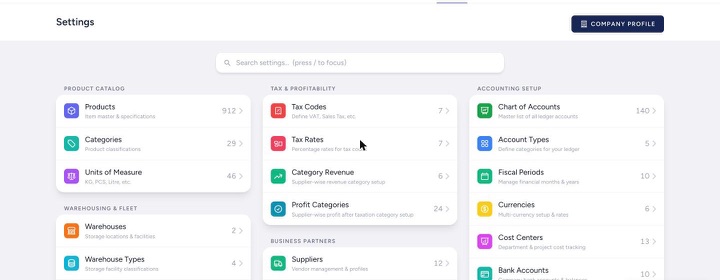 Settings
COMPANY PROFILE
Search settings... (press / to focus)
PRODUCT CATALOG
Products
Item master & specifications
912
Categories
Product classifications
29
Units of Measure
KG, PCS, Litre, etc.
46
WAREHOUSING & FLEET
Warehouses
Storage locations & facilities
2
Warehouse Types
Storage facility classifications
4
TAX & PROFITABILITY
Tax Codes
Define VAT, Sales Tax, etc.
7
Tax Rates
Percentage rates for tax
7
Category Revenue
Supplier-wise revenue category setup
6
Profit Categories
Supplier-wise profit after taxation category setup
24
BUSINESS PARTNERS
Suppliers
Vendor management & profiles
12
ACCOUNTING SETUP
Chart of Accounts
Master list of all ledger accounts
140
Account Types
Define categories for your ledger
5
Fiscal Periods
Manage financial months & years
10
Currencies
Multi-currency setup & rates
6
Cost Centers
Department & project cost tracking
13
Bank Accounts
10